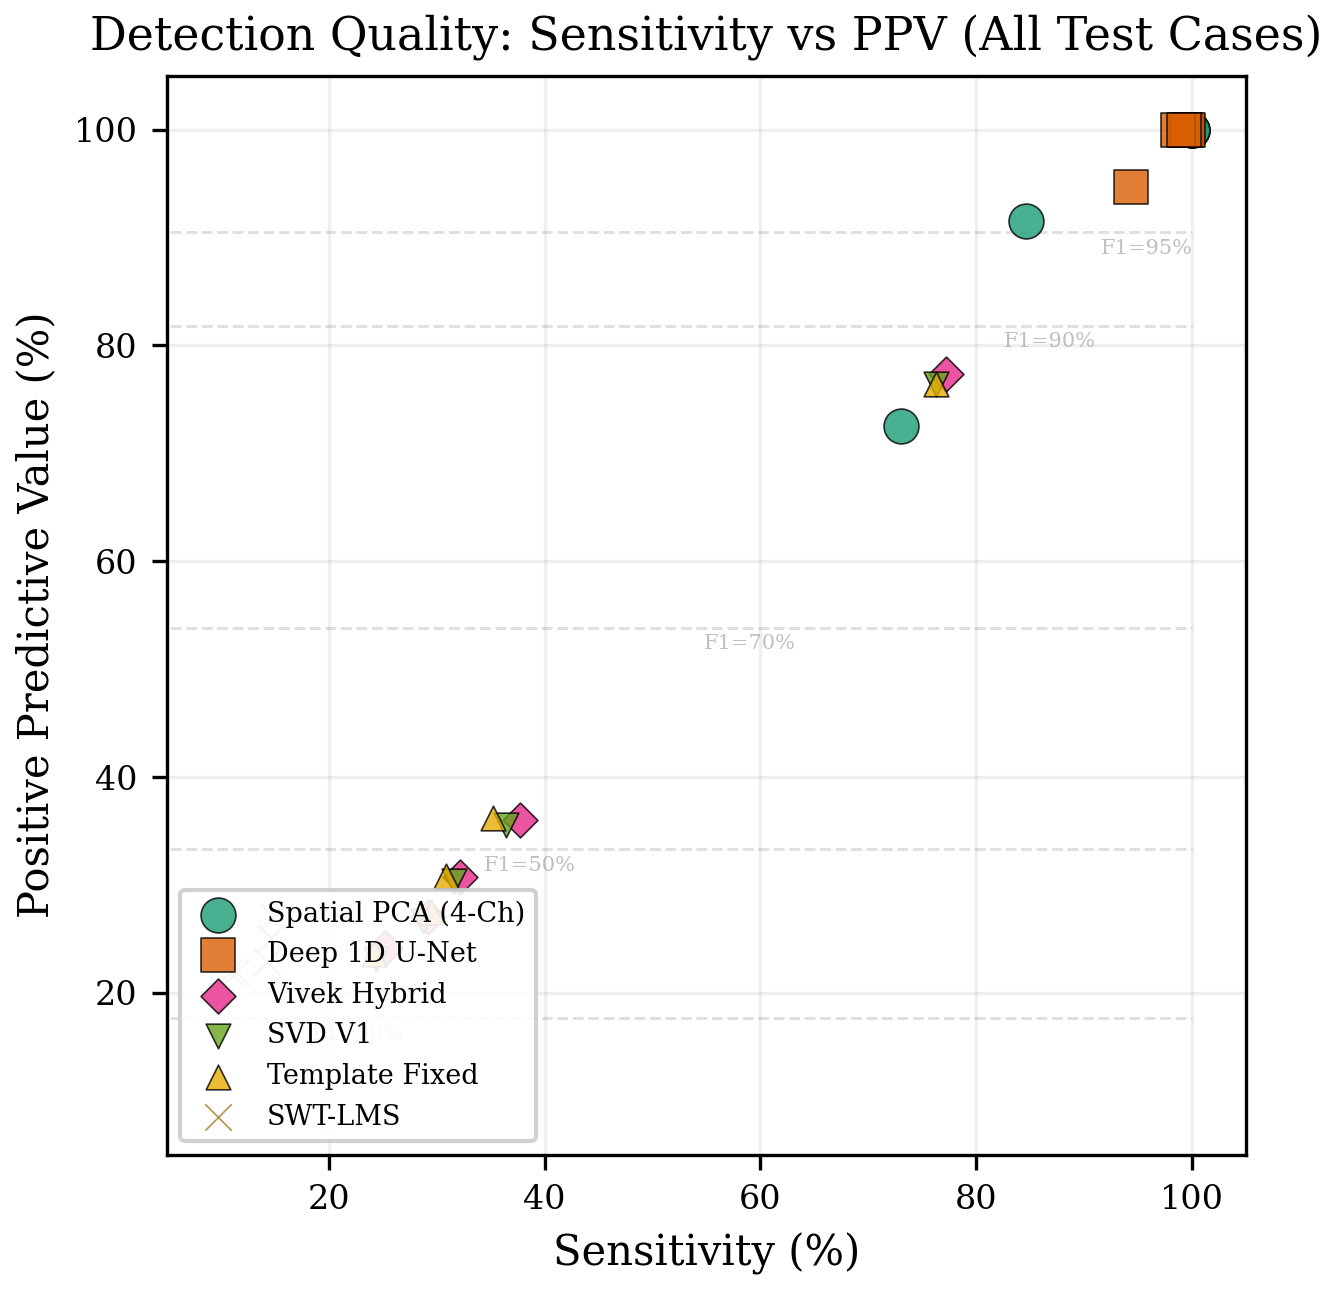 Detection Quality: Sensitivity vs PPV (All Test Cases)
Positive Predictive Value (%)
100
80
60
40
20
F1=95%
F1=90%
F1=70%
F1=50%
Spatial PCA (4-Ch)
Deep 1D U-Net
Vivek Hybrid
SVD V1
Template Fixed
SWT-LMS
20
40
60
80
100
Sensitivity (%)